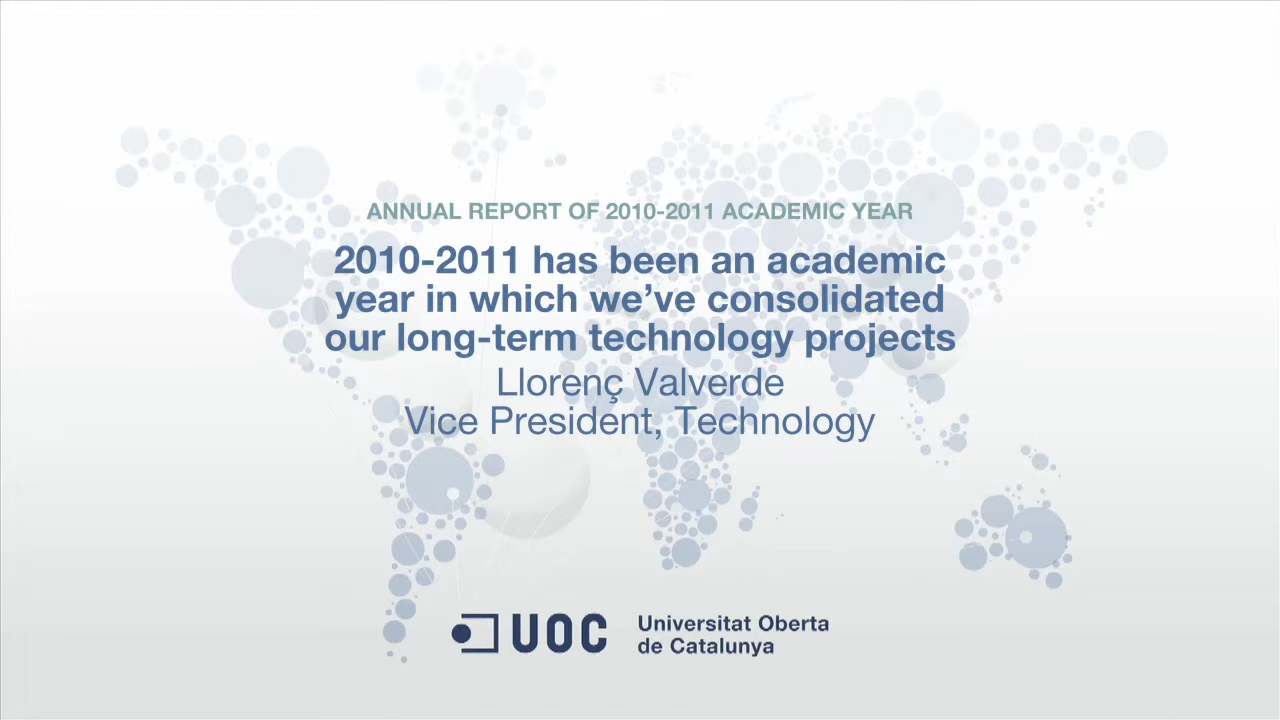 ANNUAL REPORT OF 2010-2011 ACADEMIC YEAR
2010-2011 has been an academic
year in which we’ve consolidated
our long-term technology projects
Llorenç Valverde
Vice President, Technology
UOC
Universitat Oberta
de Catalunya